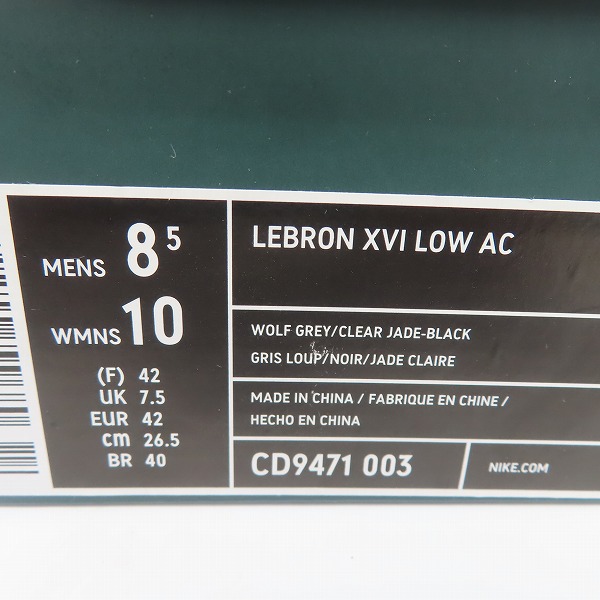 MENS 8 5
WMNS 10
(F) 42
UK 7.5
EUR 42
cm 26.5
BR 40
LEBRON XVI LOW AC
WOLF GREY/CLEAR JADE-BLACK
GRIS LOUP/NOIR/JADE CLAIRE
MADE IN CHINA / FABRIQUE EN CHINE /
HECHO EN CHINA
CD9471 003
NIKE.COM